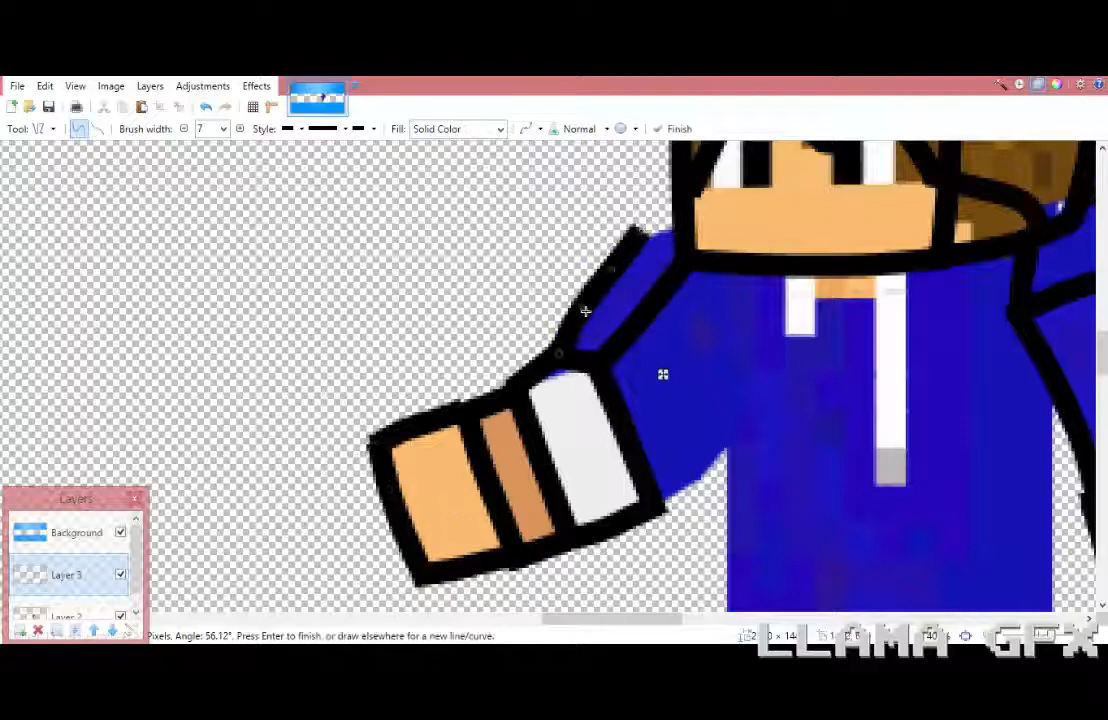 File Edit View Image Layers Adjustments Effects
Tool: Brush width: 7 Style: Fill: Solid Color Normal Finish
Layers
Background
Layer 3
Layer 2
Pixels, Angle: 56.12°. Press Enter to finish, or draw elsewhere for a new line/curve.
LLAMA GFX